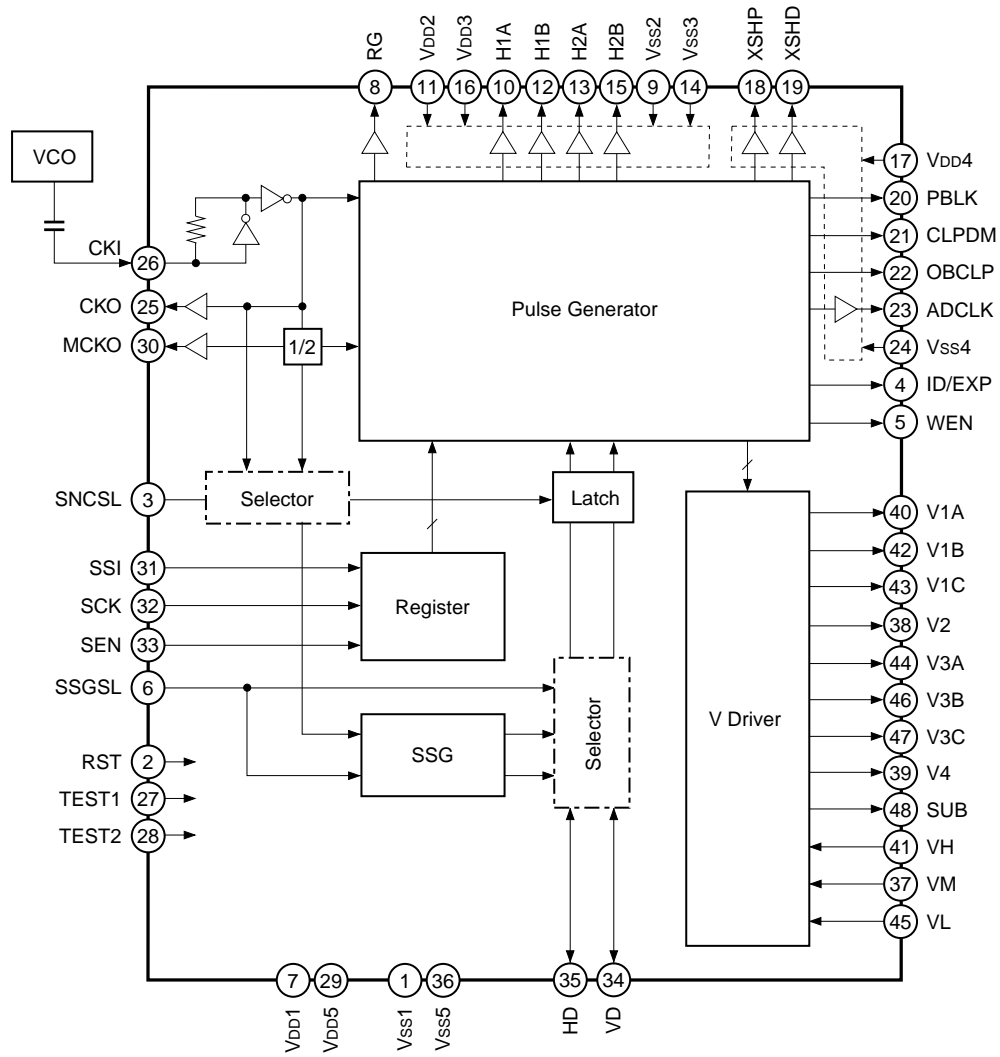 RG
VDD2
VDD3
H1A
H1B
H2A
H2B
VSS2
VSS3
XSHP
XSHD
8
11
16
10
12
13
15
9
14
18
19
VCO
CKI
26
CKO
25
MCKO
30
1/2
Pulse Generator
17
VDD4
20
PBLK
21
CLPDM
22
OBCLP
23
ADCLK
24
VSS4
4
ID/EXP
5
WEN
SNCSL
3
Selector
Latch
SSI
31
SCK
32
SEN
33
Register
SSGSL
6
SSG
Selector
RST
2
TEST1
27
TEST2
28
V Driver
40
V1A
42
V1B
43
V1C
38
V2
44
V3A
46
V3B
47
V3C
39
V4
48
SUB
41
VH
37
VM
45
VL
7
29
1
36
35
34
VDD1
VDD5
VSS1
VSS5
HD
VD